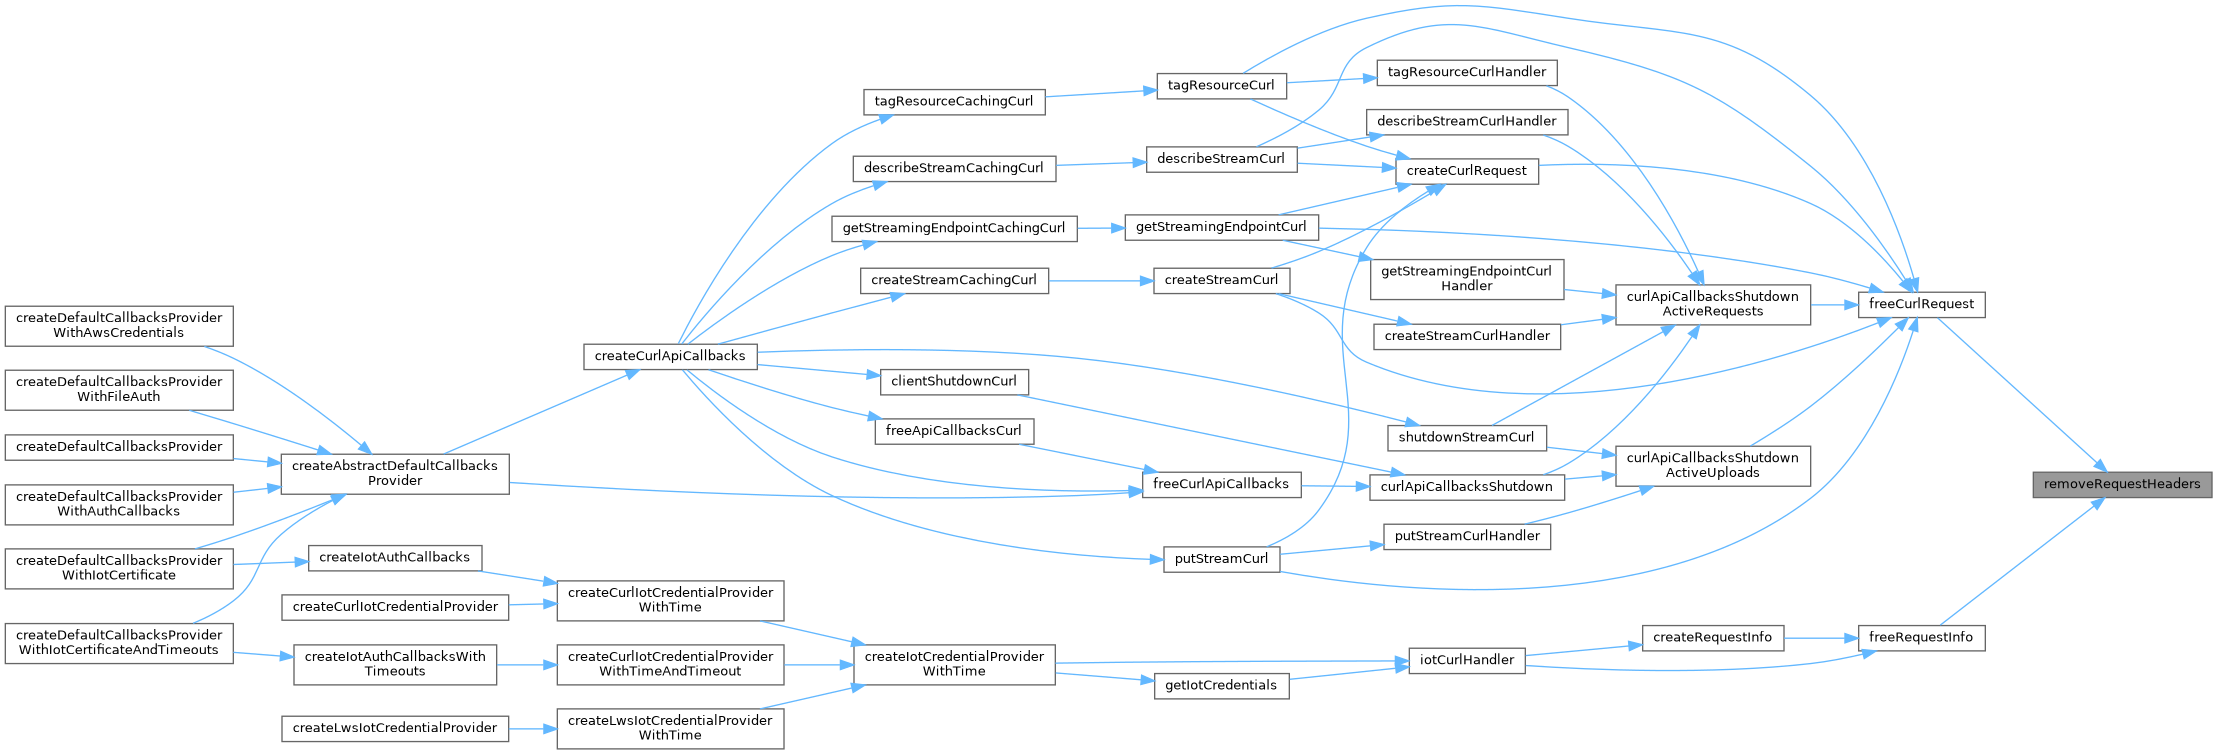 createDefaultCallbacksProvider
WithAwsCredentials
createDefaultCallbacksProvider
WithFileAuth
createDefaultCallbacksProvider
createDefaultCallbacksProvider
WithAuthCallbacks
createDefaultCallbacksProvider
WithIotCertificate
createDefaultCallbacksProvider
WithIotCertificateAndTimeouts
createAbstractDefaultCallbacks
Provider
createIotAuthCallbacks
createCurlIotCredentialProvider
createIotAuthCallbacksWith
Timeouts
createLwsIotCredentialProvider
createCurlApiCallbacks
createCurlIotCredentialProvider
WithTime
createCurlIotCredentialProvider
WithTimeAndTimeout
createLwsIotCredentialProvider
WithTime
tagResourceCachingCurl
describeStreamCachingCurl
getStreamingEndpointCachingCurl
createStreamCachingCurl
clientShutdownCurl
freeApiCallbacksCurl
createIotCredentialProvider
WithTime
tagResourceCurl
describeStreamCurl
getStreamingEndpointCurl
createStreamCurl
freeCurlApiCallbacks
putStreamCurl
getIotCredentials
tagResourceCurlHandler
describeStreamCurlHandler
createCurlRequest
getStreamingEndpointCurl
Handler
createStreamCurlHandler
shutdownStreamCurl
curlApiCallbacksShutdown
putStreamCurlHandler
iotCurlHandler
curlApiCallbacksShutdown
ActiveRequests
curlApiCallbacksShutdown
ActiveUploads
createRequestInfo
freeCurlRequest
freeRequestInfo
removeRequestHeaders